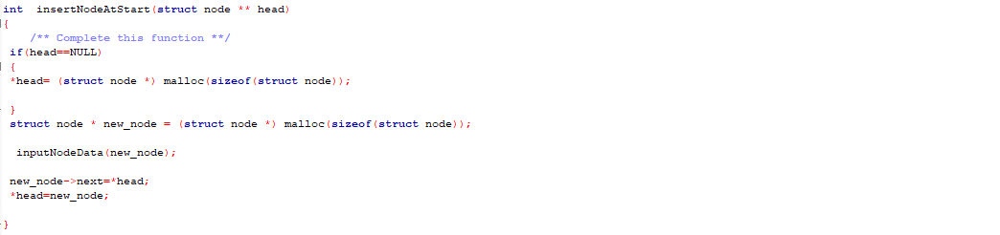 int  insertNodeAtStart(struct node ** head)
{
    /** Complete this function **/
 if(head==NULL)
 {
 *head= (struct node *) malloc(sizeof(struct node));
 }
 struct node * new_node = (struct node *) malloc(sizeof(struct node));
  inputNodeData(new_node);
 new_node->next=*head;
 *head=new_node;
}